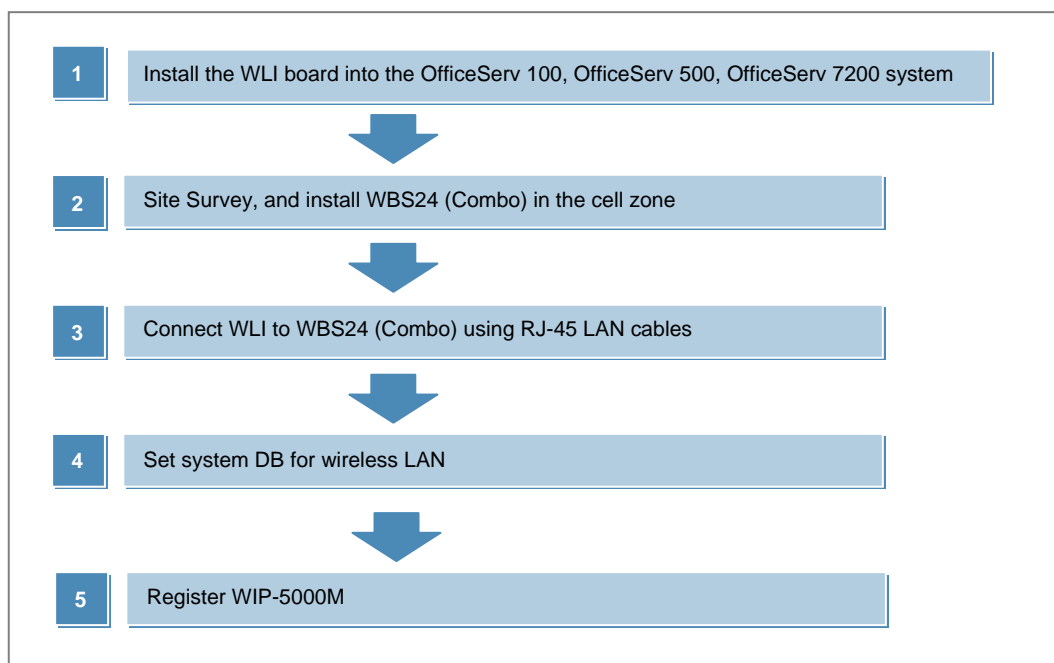 1
Install the WLI board into the OfficeServ 100, OfficeServ 500, OfficeServ 7200 system
2
Site Survey, and install WBS24 (Combo) in the cell zone
3
Connect WLI to WBS24 (Combo) using RJ-45 LAN cables
4
Set system DB for wireless LAN
5
Register WIP-5000M